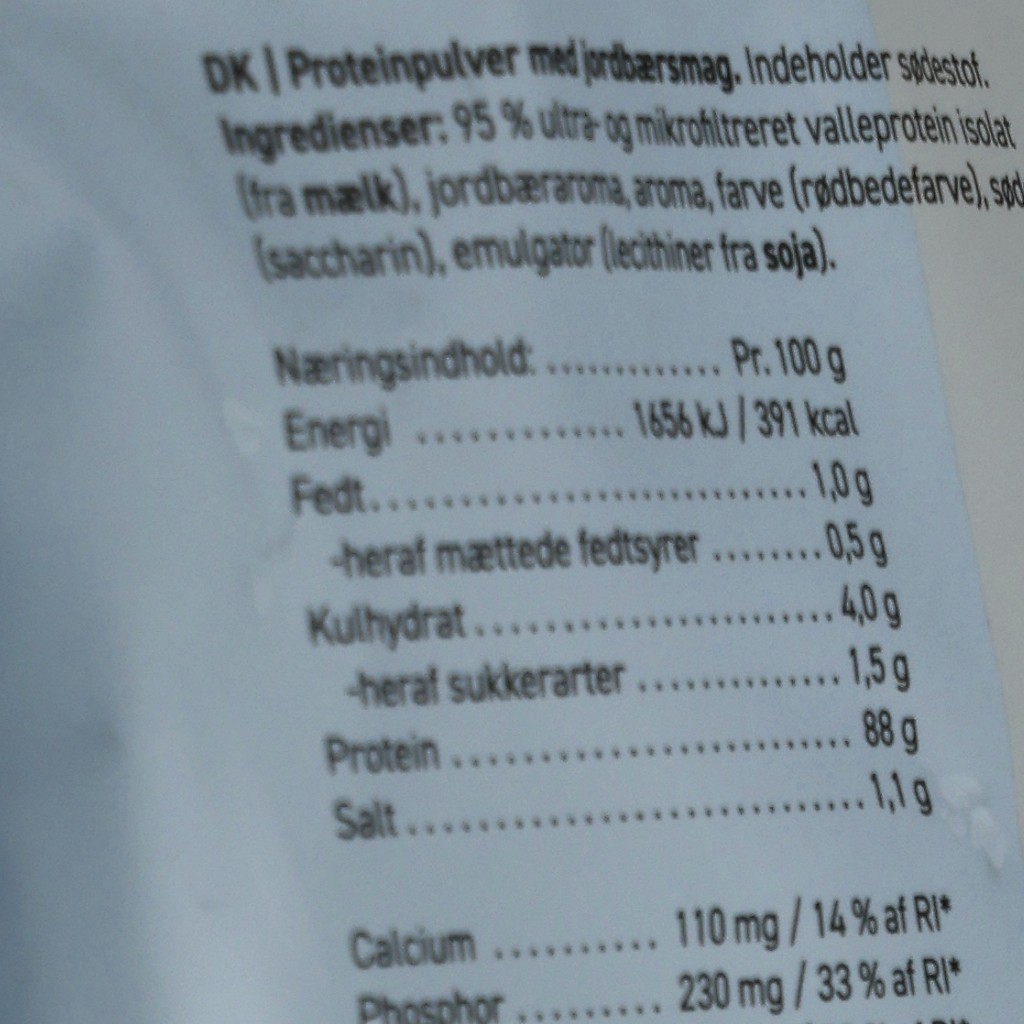 DK | Proteinpulver med jordbærsmag. Indeholder sødestof.
Ingredienser: 95 % ultra- og mikrofiltreret valleprotein isolat
(fra mælk), jordbæraroma, aroma, farve (rødbedefarve), sød
(saccharin), emulgator (lecithiner fra soja).
Næringsindhold: ............. Pr. 100 g
Energi ............. 1656 kJ / 391 kcal
Fedt............................ 1,0 g
-heraf mættede fedtsyrer ........ 0,5 g
Kulhydrat ....................... 4,0 g
-heraf sukkerarter .............. 1,5 g
Protein ......................... 88 g
Salt ............................ 1,1 g
Calcium .......... 110 mg / 14 % af RI*
Phosphor ......... 230 mg / 33 % af RI*